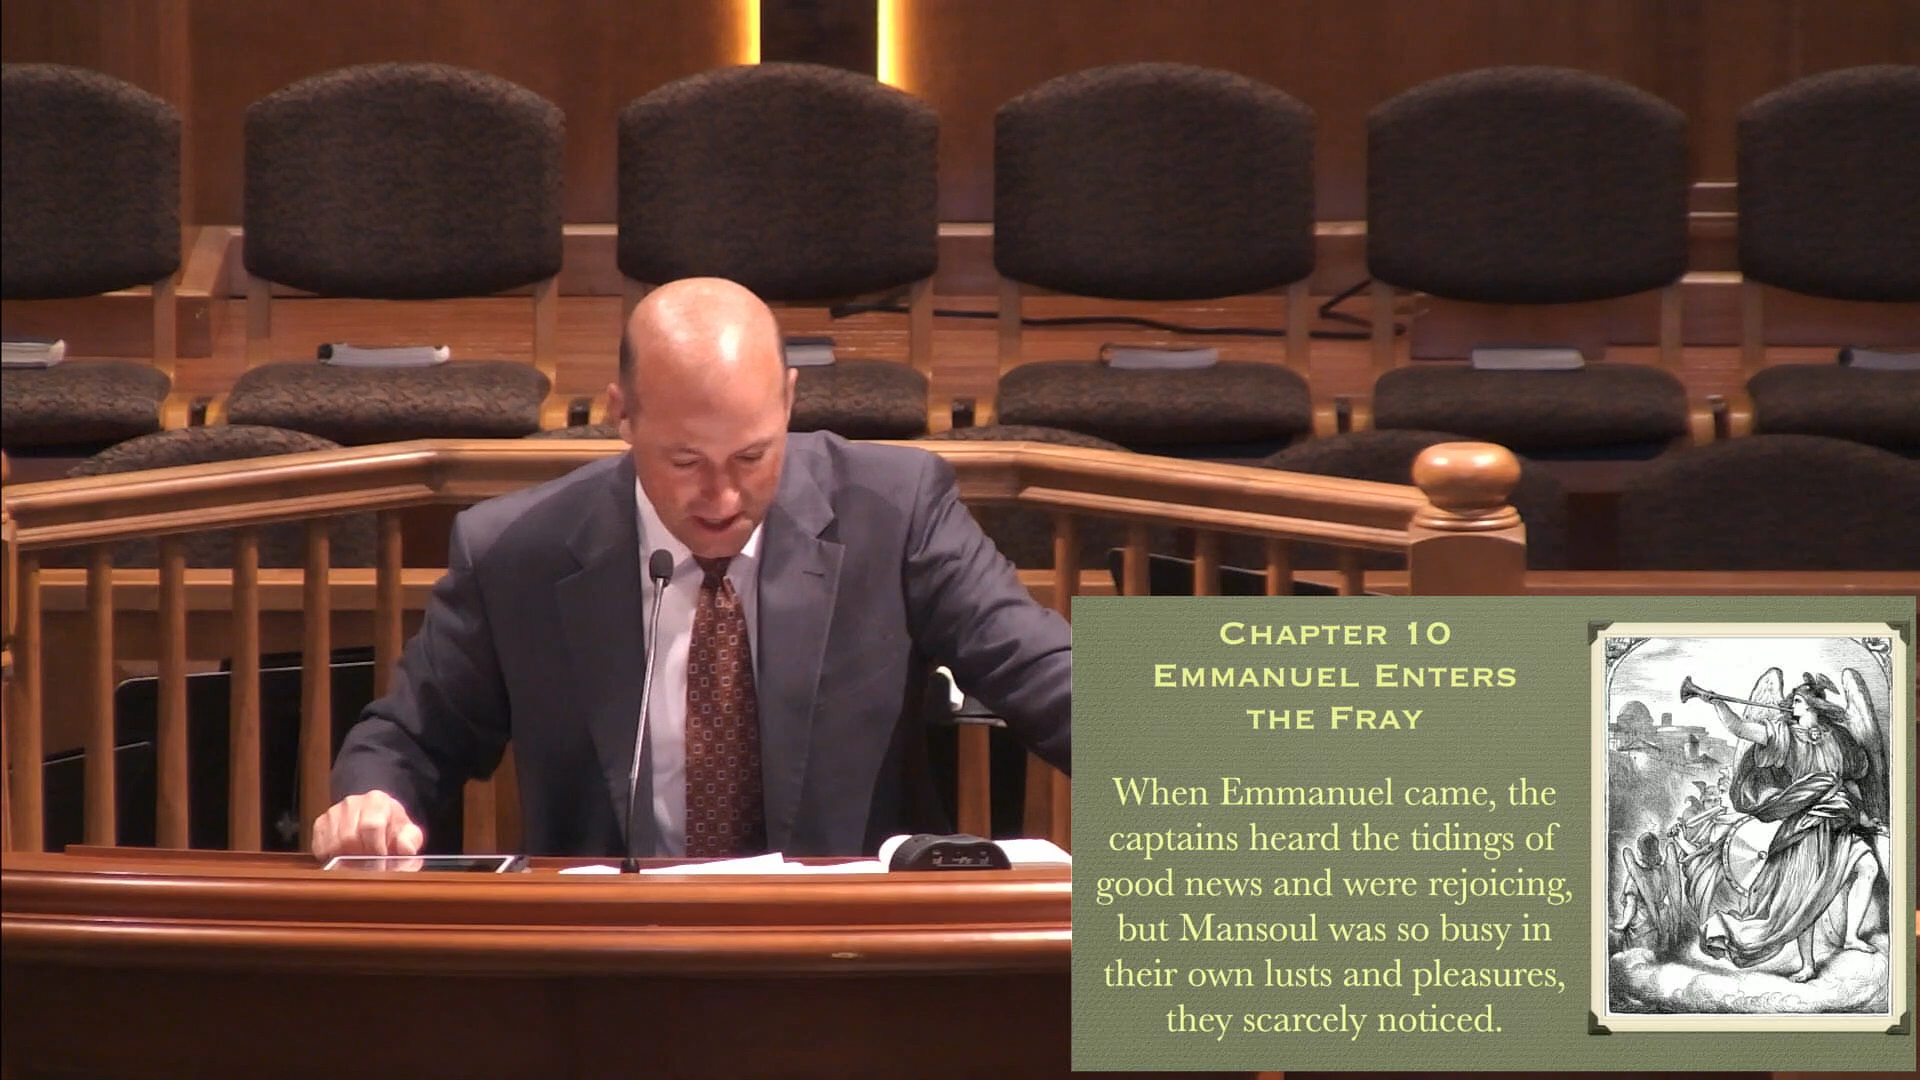 Chapter 10
Emmanuel Enters
the Fray
When Emmanuel came, the
captains heard the tidings of
good news and were rejoicing,
but Mansoul was so busy in
their own lusts and pleasures,
they scarcely noticed.